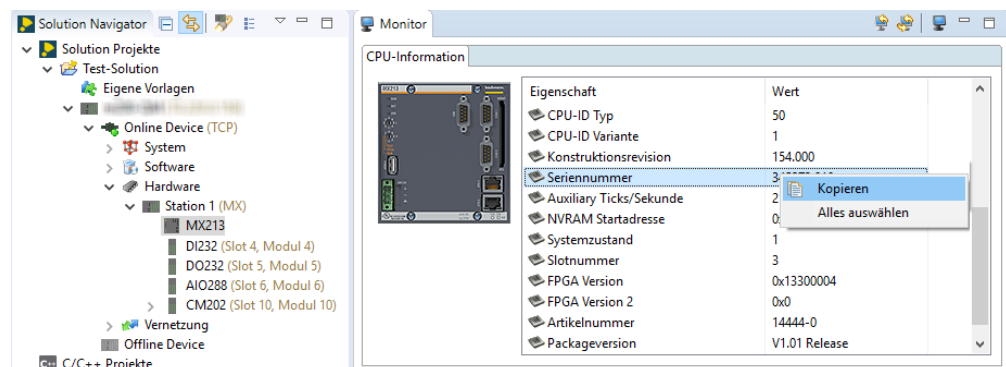 Solution Navigator
Solution Projekte
Test-Solution
Eigene Vorlagen
Online Device (TCP)
System
Software
Hardware
Station 1 (MX)
MX213
DI232 (Slot 4, Modul 4)
DO232 (Slot 5, Modul 5)
AIO288 (Slot 6, Modul 6)
CM202 (Slot 10, Modul 10)
Vernetzung
Offline Device
C/C++ Projekte
Monitor
CPU-Information
MX213
Eigenschaft Wert
CPU-ID Typ 50
CPU-ID Variante 1
Konstruktionsrevision 154.000
Seriennummer
Auxiliary Ticks/Sekunde 2
NVRAM Startadresse 0
Systemzustand 1
Slotnummer 3
FPGA Version 0x13300004
FPGA Version 2 0x0
Artikelnummer 14444-0
Packageversion V1.01 Release
Kopieren
Alles auswählen